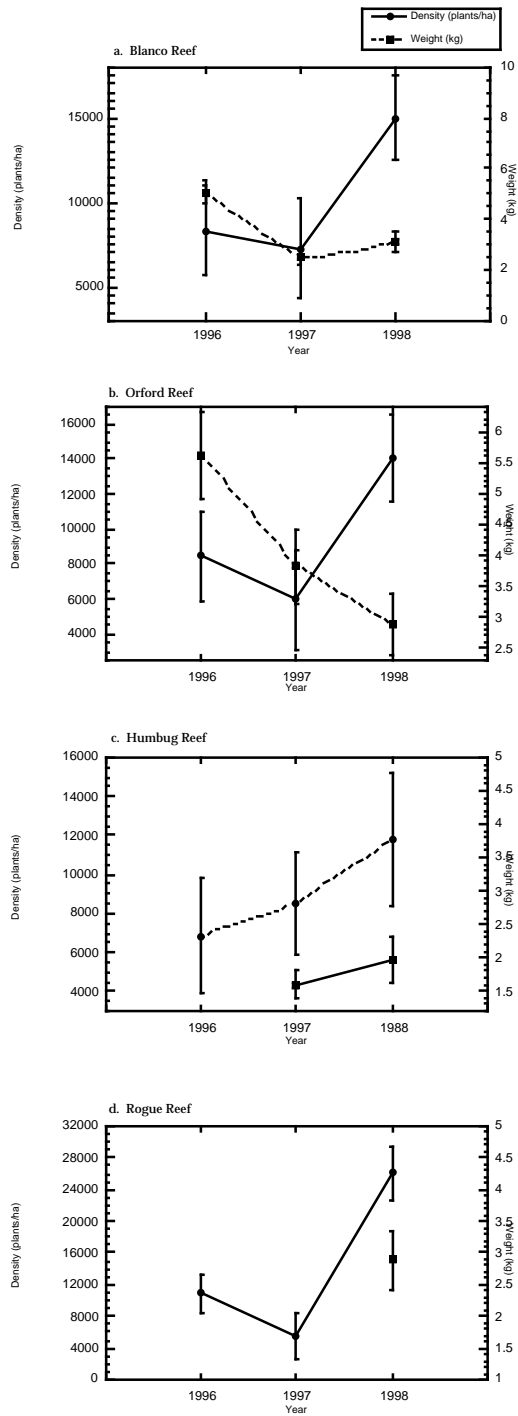 Density (plants/ha)
Weight (kg)
a. Blanco Reef
15000
10000
5000
Density (plants/ha)
10
8
6
4
2
0
Weight (kg)
1996 1997 1998
Year
b. Orford Reef
16000
14000
12000
10000
8000
6000
4000
Density (plants/ha)
6
5.5
5
4.5
4
3.5
3
2.5
Weight (kg)
1996 1997 1998
Year
c. Humbug Reef
16000
14000
12000
10000
8000
6000
4000
Density (plants/ha)
5
4.5
4
3.5
3
2.5
2
1.5
Weight (kg)
1996 1997 1988
Year
d. Rogue Reef
32000
28000
24000
20000
16000
12000
8000
4000
0
Density (plants/ha)
5
4.5
4
3.5
3
2.5
2
1.5
1
Weight (kg)
1996 1997 1998
Year